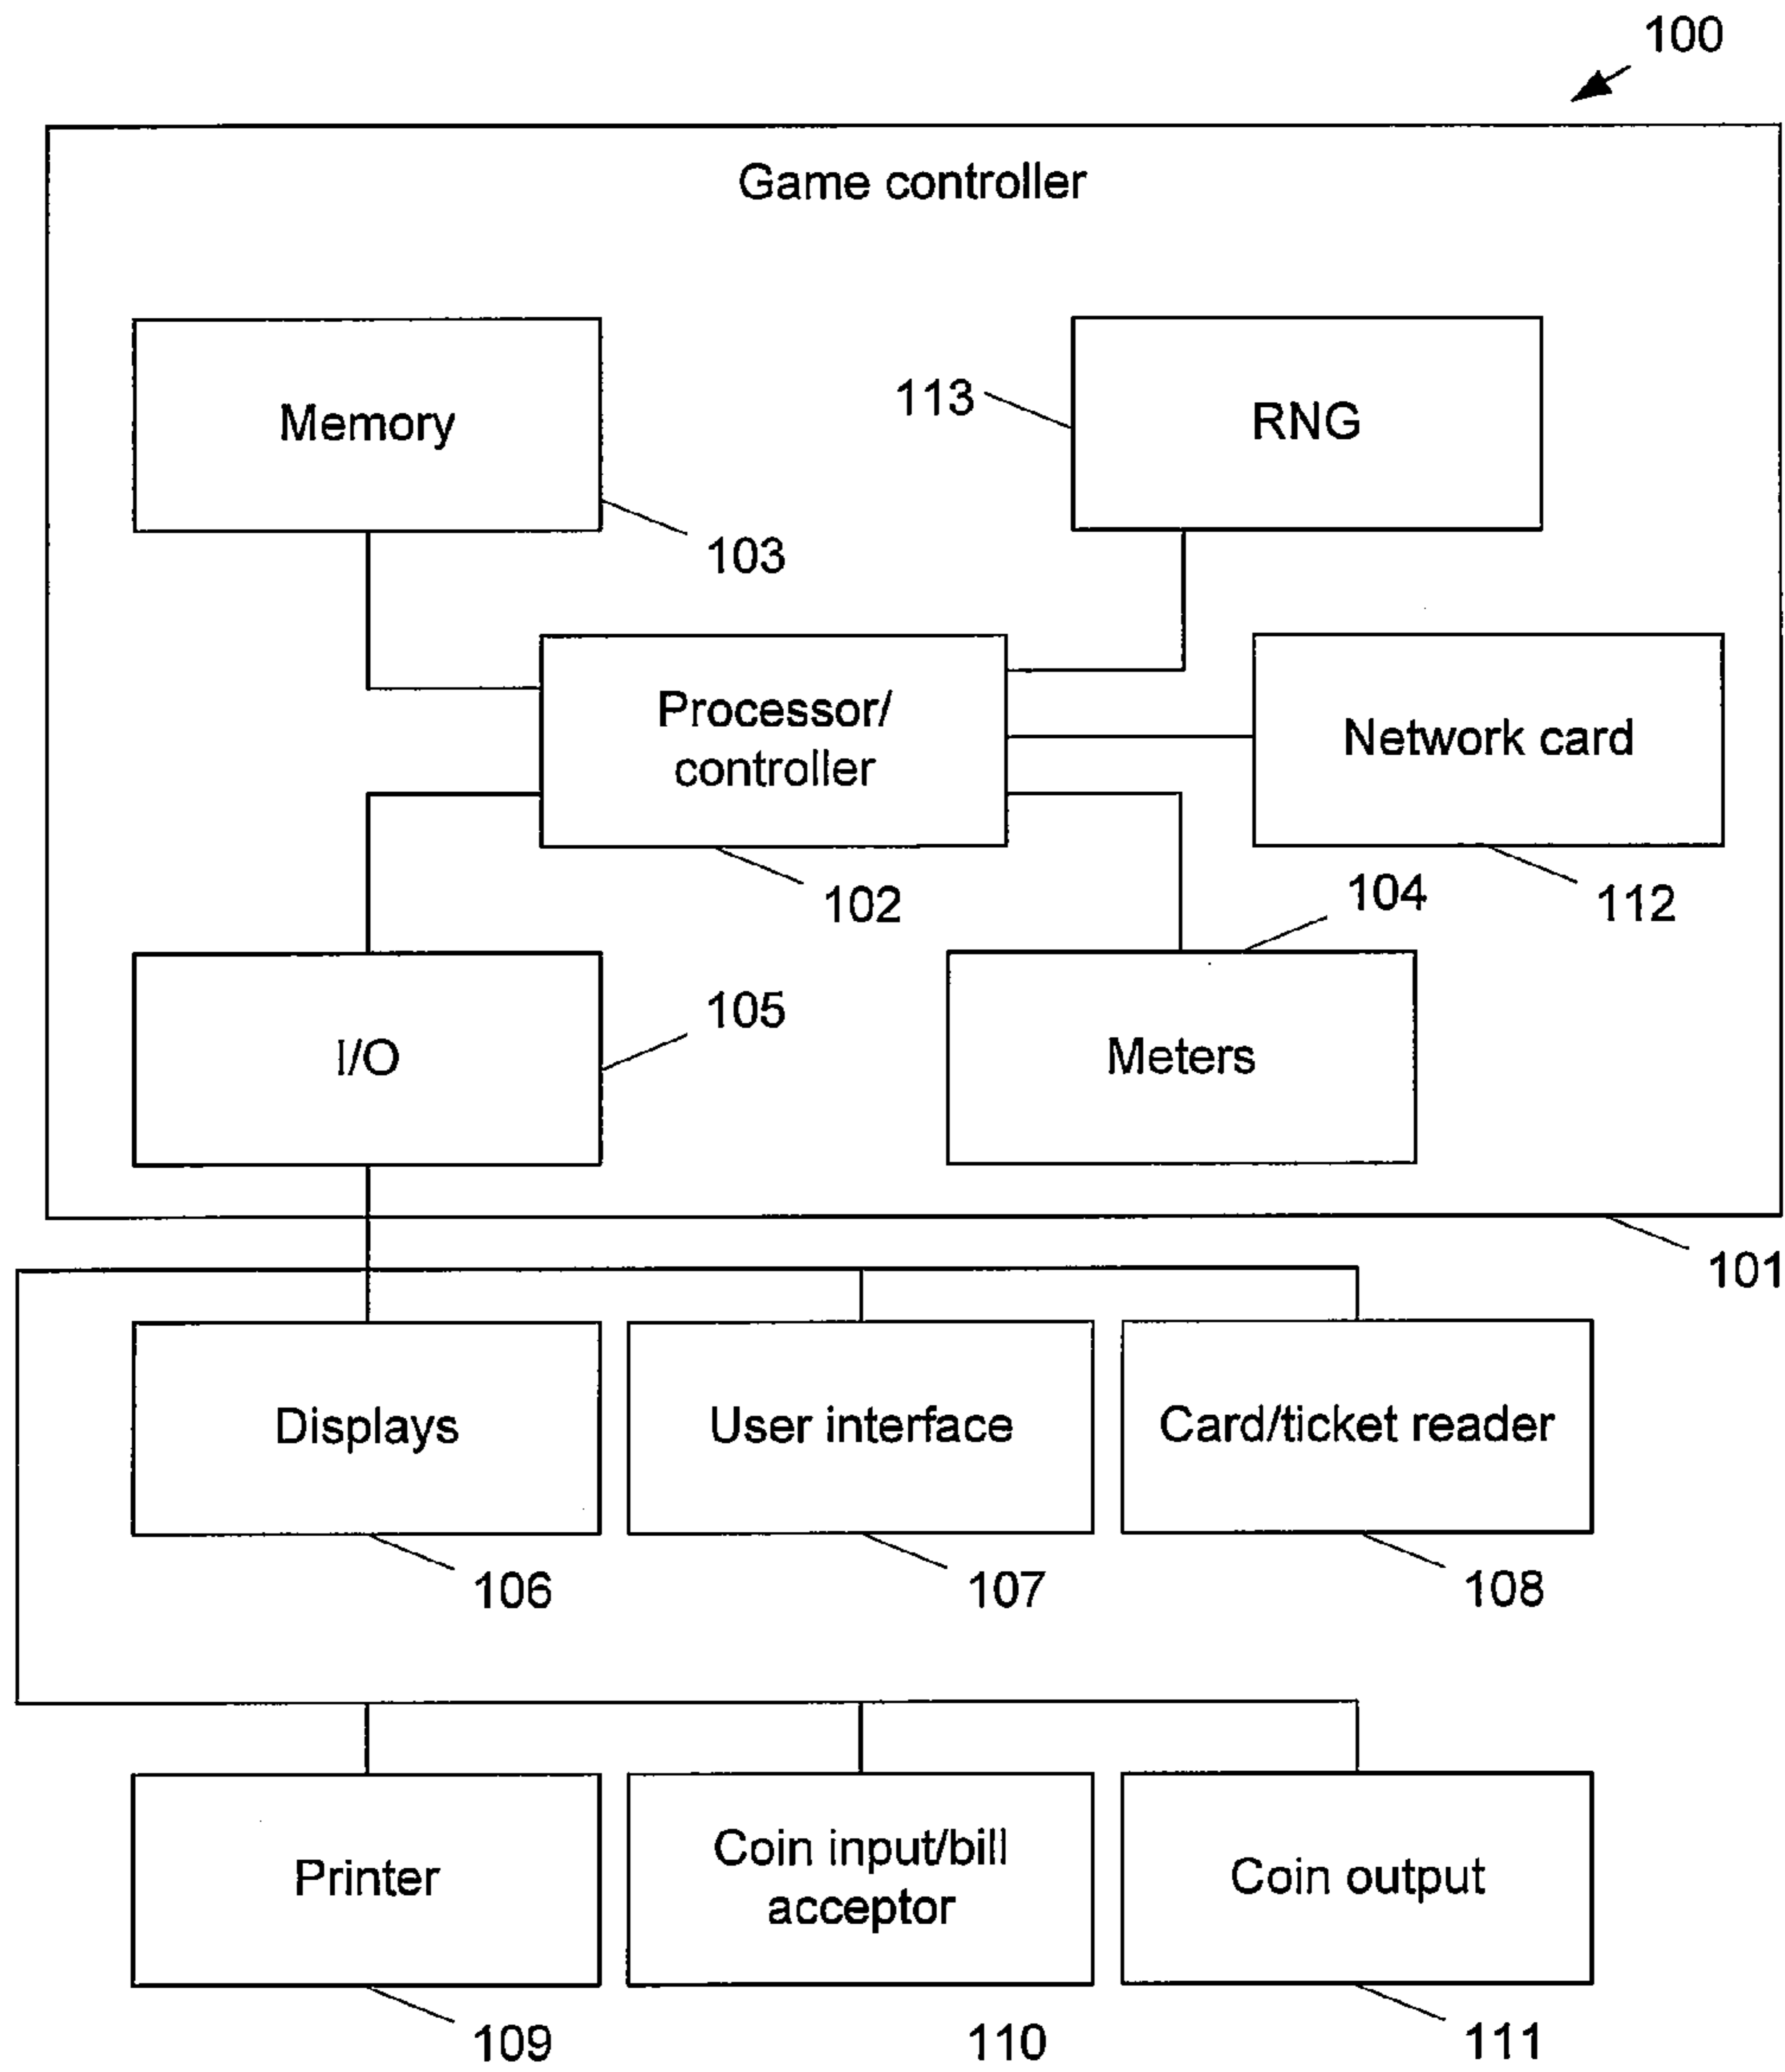 100
Game controller
Memory
113
RNG
103
Processor/
controller
Network card
102
104
112
I/O
105
Meters
101
Displays
User interface
Card/ticket reader
106
107
108
Printer
Coin input/bill
acceptor
Coin output
109
110
111